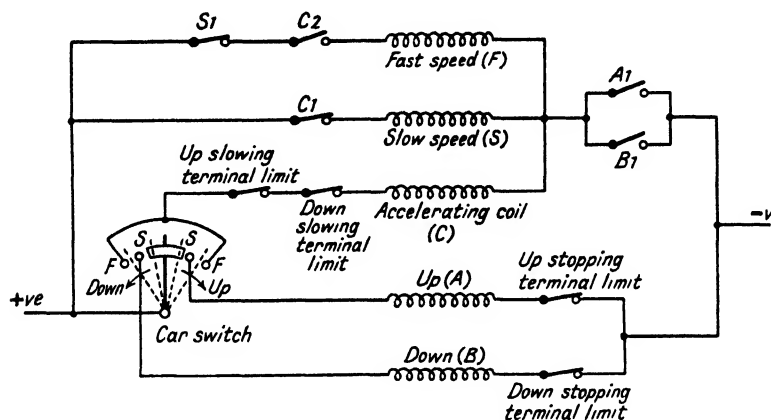 S1
C2
Fast speed (F)
A1
C1
Slow speed (S)
B1
Up slowing
terminal limit
Down
slowing
terminal
limit
Accelerating coil
(C)
-ve
F
S
S
F
Down
Up
+ve
Car switch
Up (A)
Up stopping
terminal limit
Down (B)
Down stopping
terminal limit